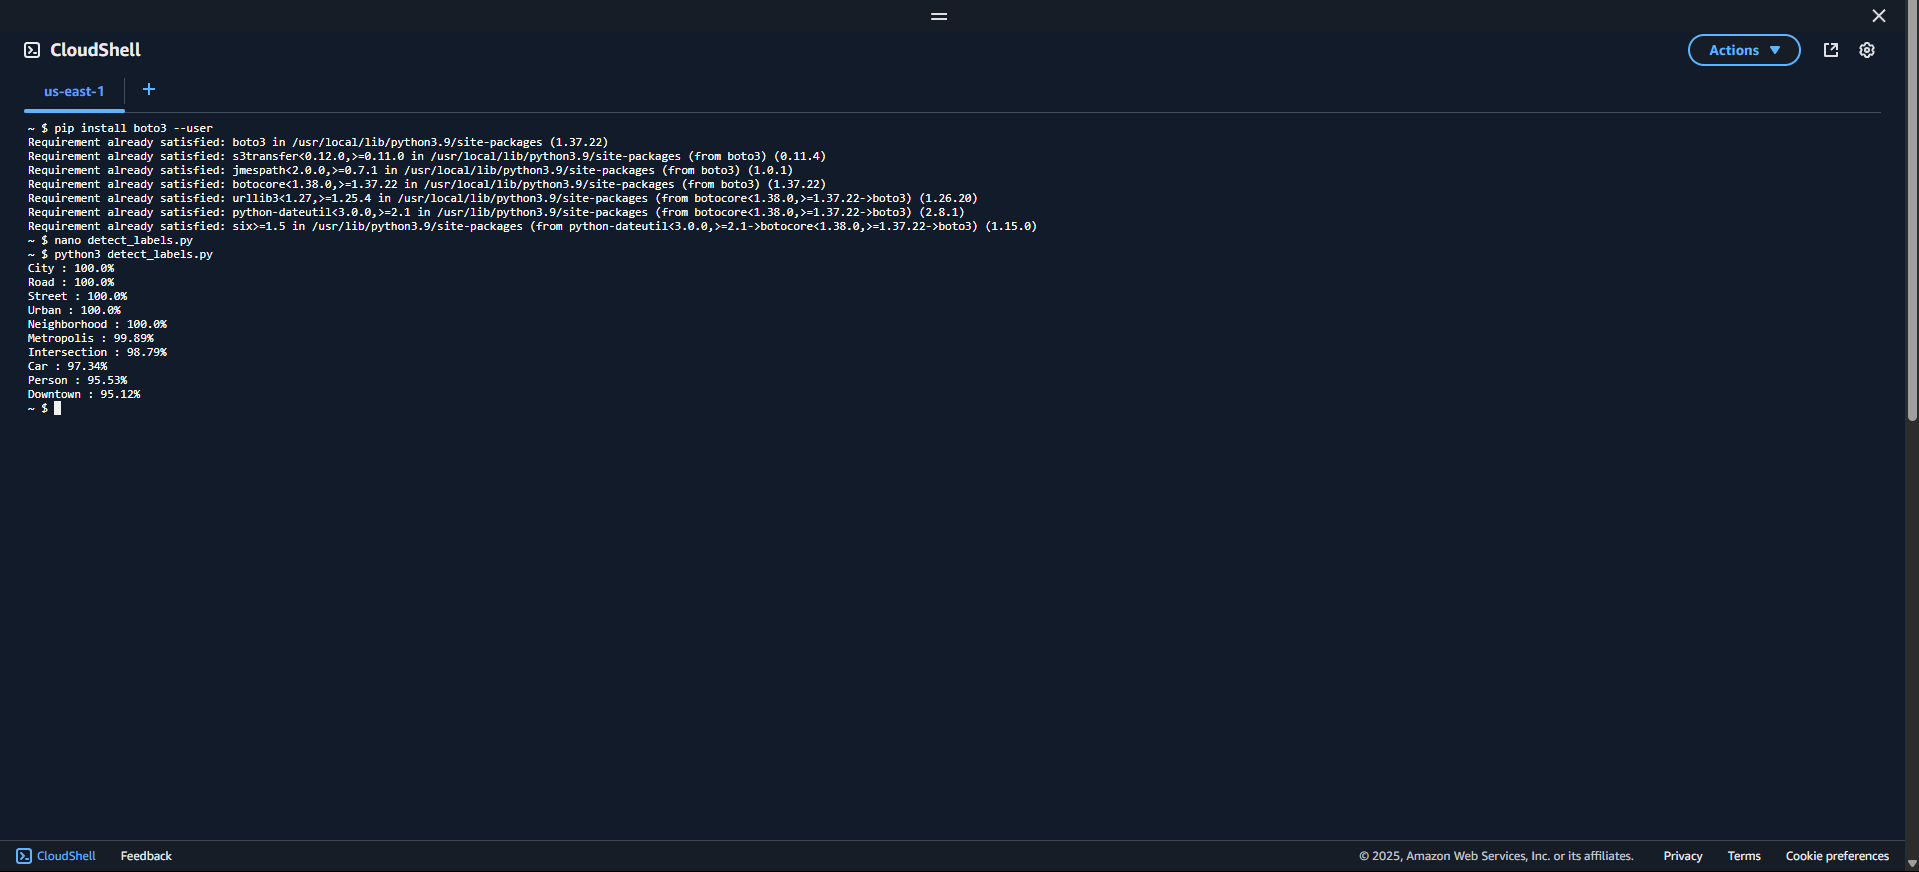 CloudShell
Actions
us-east-1
+
~ $ pip install boto3 --user
Requirement already satisfied: boto3 in /usr/local/lib/python3.9/site-packages (1.37.22)
Requirement already satisfied: s3transfer<0.12.0,>=0.11.0 in /usr/local/lib/python3.9/site-packages (from boto3) (0.11.4)
Requirement already satisfied: jmespath<2.0.0,>=0.7.1 in /usr/local/lib/python3.9/site-packages (from boto3) (1.0.1)
Requirement already satisfied: botocore<1.38.0,>=1.37.22 in /usr/local/lib/python3.9/site-packages (from boto3) (1.37.22)
Requirement already satisfied: urllib3<1.27,>=1.25.4 in /usr/local/lib/python3.9/site-packages (from botocore<1.38.0,>=1.37.22->boto3) (1.26.20)
Requirement already satisfied: python-dateutil<3.0.0,>=2.1 in /usr/local/lib/python3.9/site-packages (from botocore<1.38.0,>=1.37.22->boto3) (2.8.1)
Requirement already satisfied: six>=1.5 in /usr/lib/python3.9/site-packages (from python-dateutil<3.0.0,>=2.1->botocore<1.38.0,>=1.37.22->boto3) (1.15.0)
~ $ nano detect_labels.py
~ $ python3 detect_labels.py
City : 100.0%
Road : 100.0%
Street : 100.0%
Urban : 100.0%
Neighborhood : 100.0%
Metropolis : 99.89%
Intersection : 98.79%
Car : 97.34%
Person : 95.53%
Downtown : 95.12%
~ $
CloudShell Feedback © 2025, Amazon Web Services, Inc. or its affiliates. Privacy Terms Cookie preferences